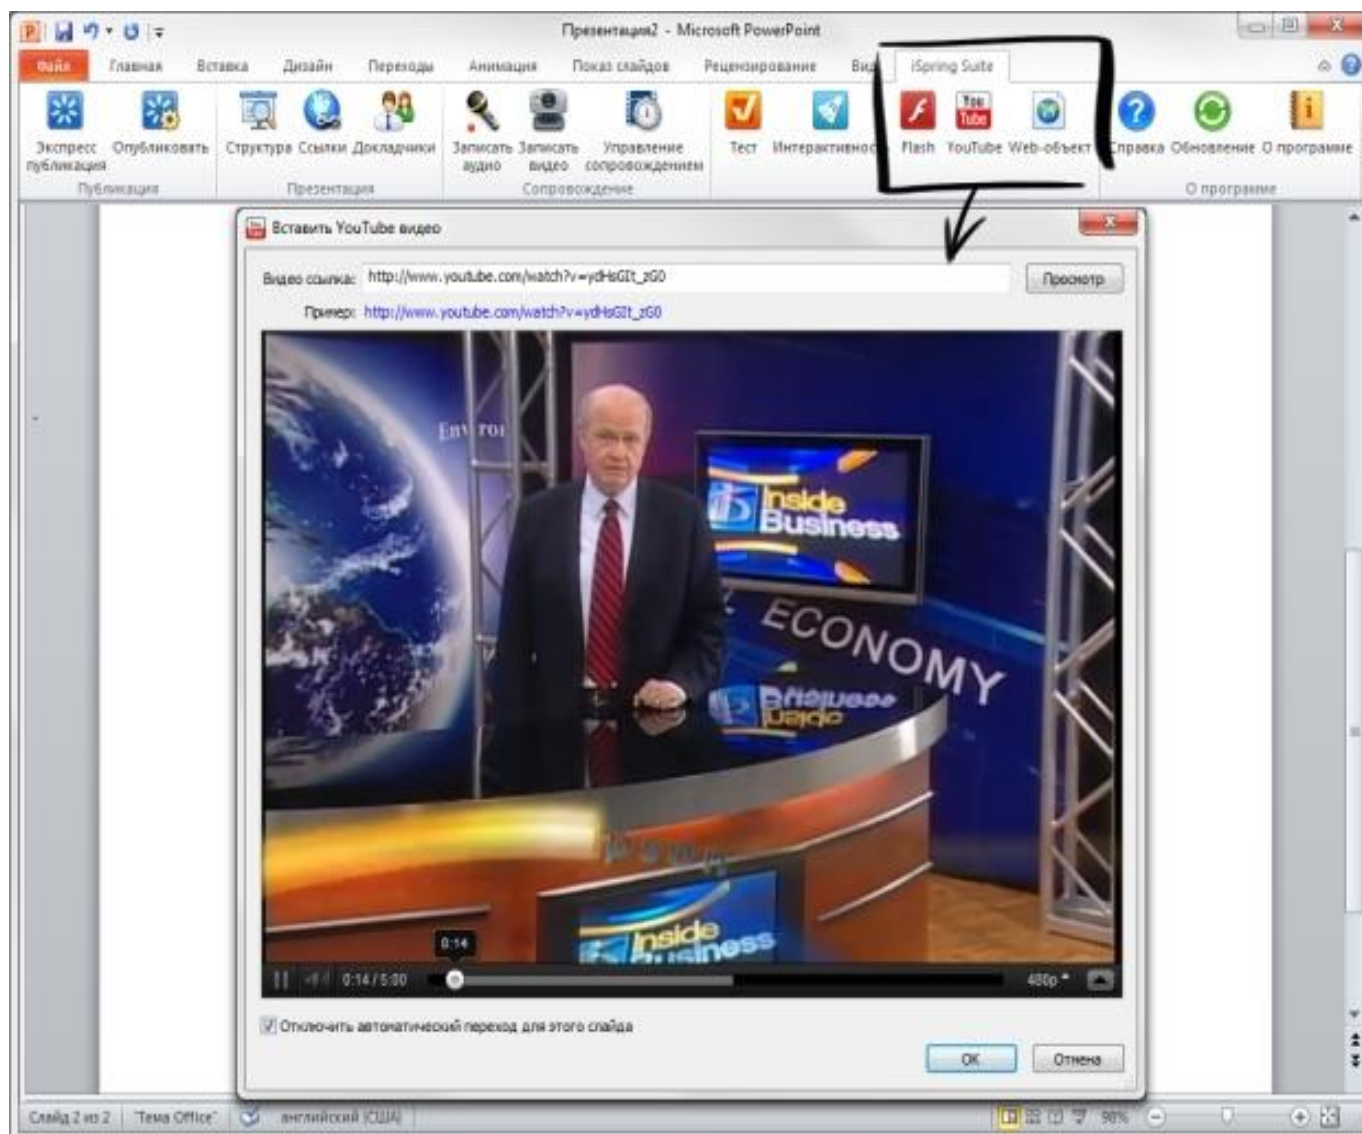 Презентация2 - Microsoft PowerPoint
Файл Главная Вставка Дизайн Переходы Анимация Показ слайдов Рецензирование Вид iSpring Suite
Экспресс публикация Опубликовать Структура Ссылки Докладчики Записать аудио Записать видео Управление сопровождением Тест Интерактивность Flash YouTube Web-объект Справка Обновление О программе
Публикация Презентация Сопровождение О программе
Вставить YouTube видео
Видео ссылка: http://www.youtube.com/watch?v=ydHsGIt_zG0
Просмотр
Пример: http://www.youtube.com/watch?v=ydHsGIt_zG0
Inside
Business
ECONOMY
Inside
Business
0:14
0:14 / 5:00
480p
Отключить автоматический переход для этого слайда
ОК Отмена
Слайд 2 из 2 "Тема Office" английский (США) 98%